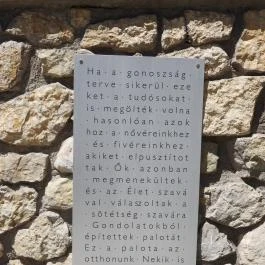 Ha · a · gonoszság ·
terve · sikerül · eze
ket · a · tudósokat ·
is · megölték · volna
· hasonlóan · azok
hoz · a · nővéreinkhez
· és · fivéreinkhez ·
akiket · elpusztítot
tak · Ők · azonban
· megmenekültek ·
és · az · Élet · szavá
val · válaszoltak · a
sötétség · szavára ·
Gondolatokból ·
építettek · palotát ·
Ez · a · palota · az
otthonunk · Nekik · is